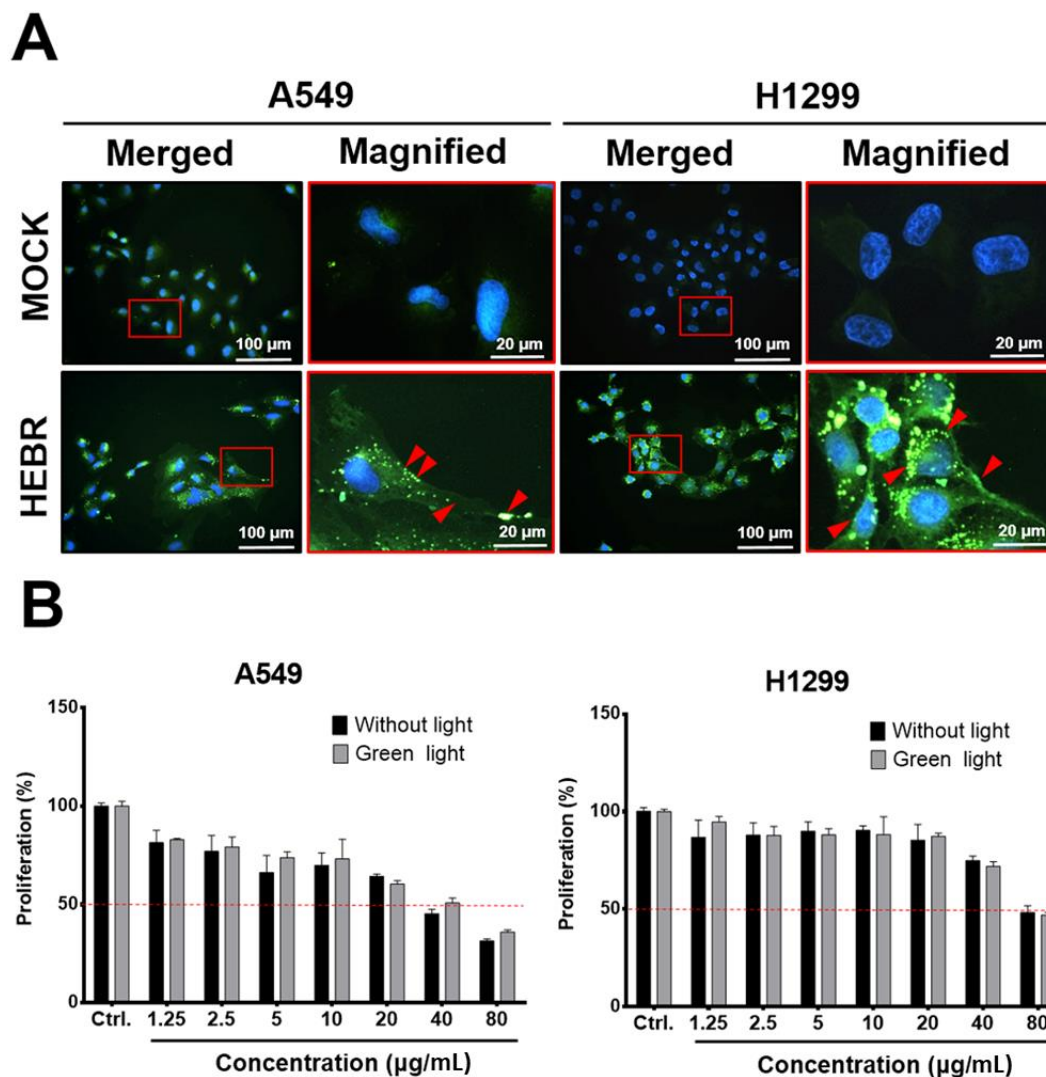 A
A549 H1299
Merged Magnified Merged Magnified
MOCK
100 µm 20 µm 100 µm 20 µm
HEBR
100 µm 20 µm 100 µm 20 µm
B
A549
Proliferation (%)
150
100
50
0
Without light
Green light
Ctrl. 1.25 2.5 5 10 20 40 80
Concentration (µg/mL)
H1299
Proliferation (%)
150
100
50
0
Without light
Green light
Ctrl. 1.25 2.5 5 10 20 40 80
Concentration (µg/mL)